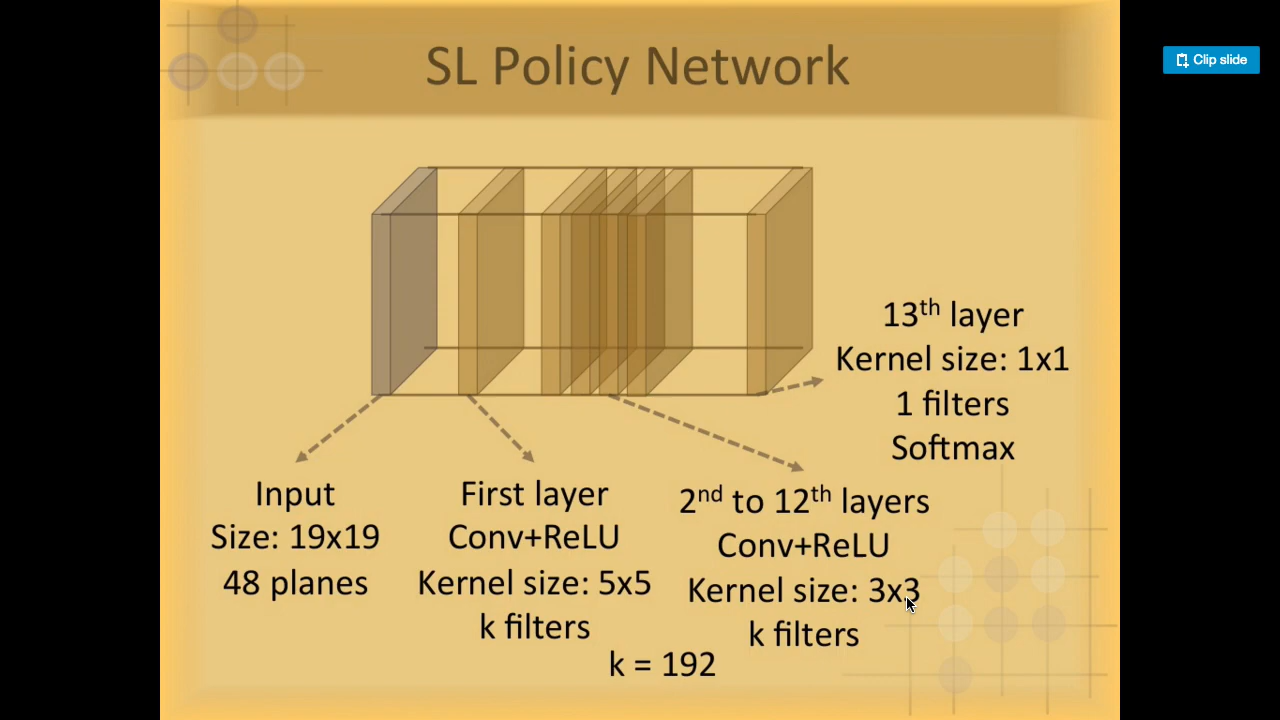 SL Policy Network
Clip slide
13th layer
Kernel size: 1x1
1 filters
Softmax
Input
Size: 19x19
48 planes
First layer
Conv+ReLU
Kernel size: 5x5
k filters
2nd to 12th layers
Conv+ReLU
Kernel size: 3x3
k filters
k = 192